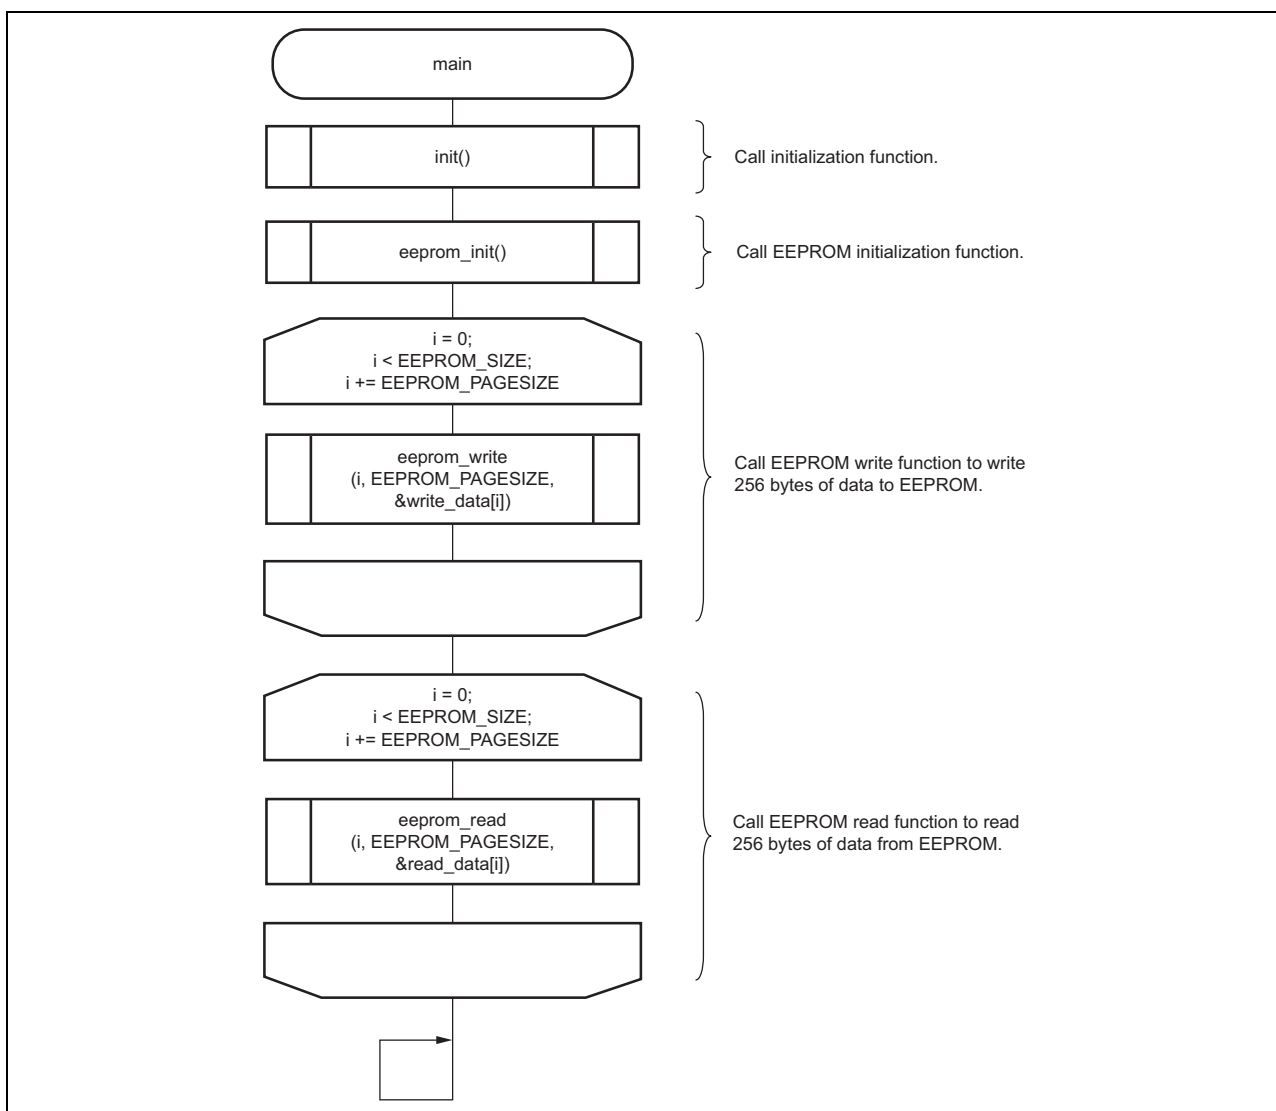 main
init()
Call initialization function.
eeprom_init()
Call EEPROM initialization function.
i = 0;
i < EEPROM_SIZE;
i += EEPROM_PAGESIZE
eeprom_write
(i, EEPROM_PAGESIZE,
&write_data[i])
Call EEPROM write function to write
256 bytes of data to EEPROM.
i = 0;
i < EEPROM_SIZE;
i += EEPROM_PAGESIZE
eeprom_read
(i, EEPROM_PAGESIZE,
&read_data[i])
Call EEPROM read function to read
256 bytes of data from EEPROM.